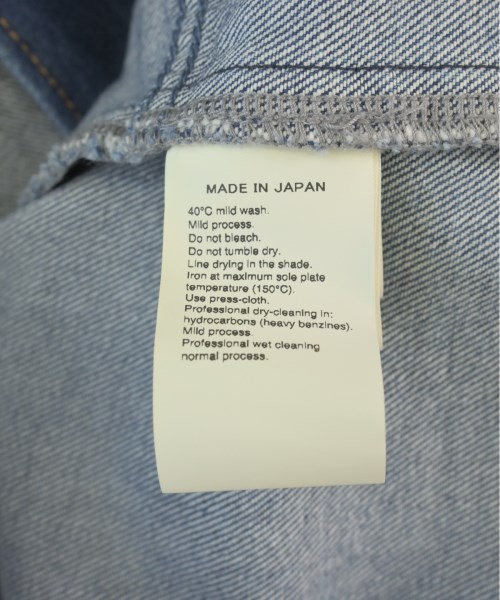 MADE IN JAPAN
40°C mild wash.
Mild process.
Do not bleach.
Do not tumble dry.
Line drying in the shade.
Iron at maximum sole plate
temperature (150°C).
Use press-cloth.
Professional dry-cleaning in:
hydrocarbons (heavy benzines).
Mild process.
Professional wet cleaning
normal process.